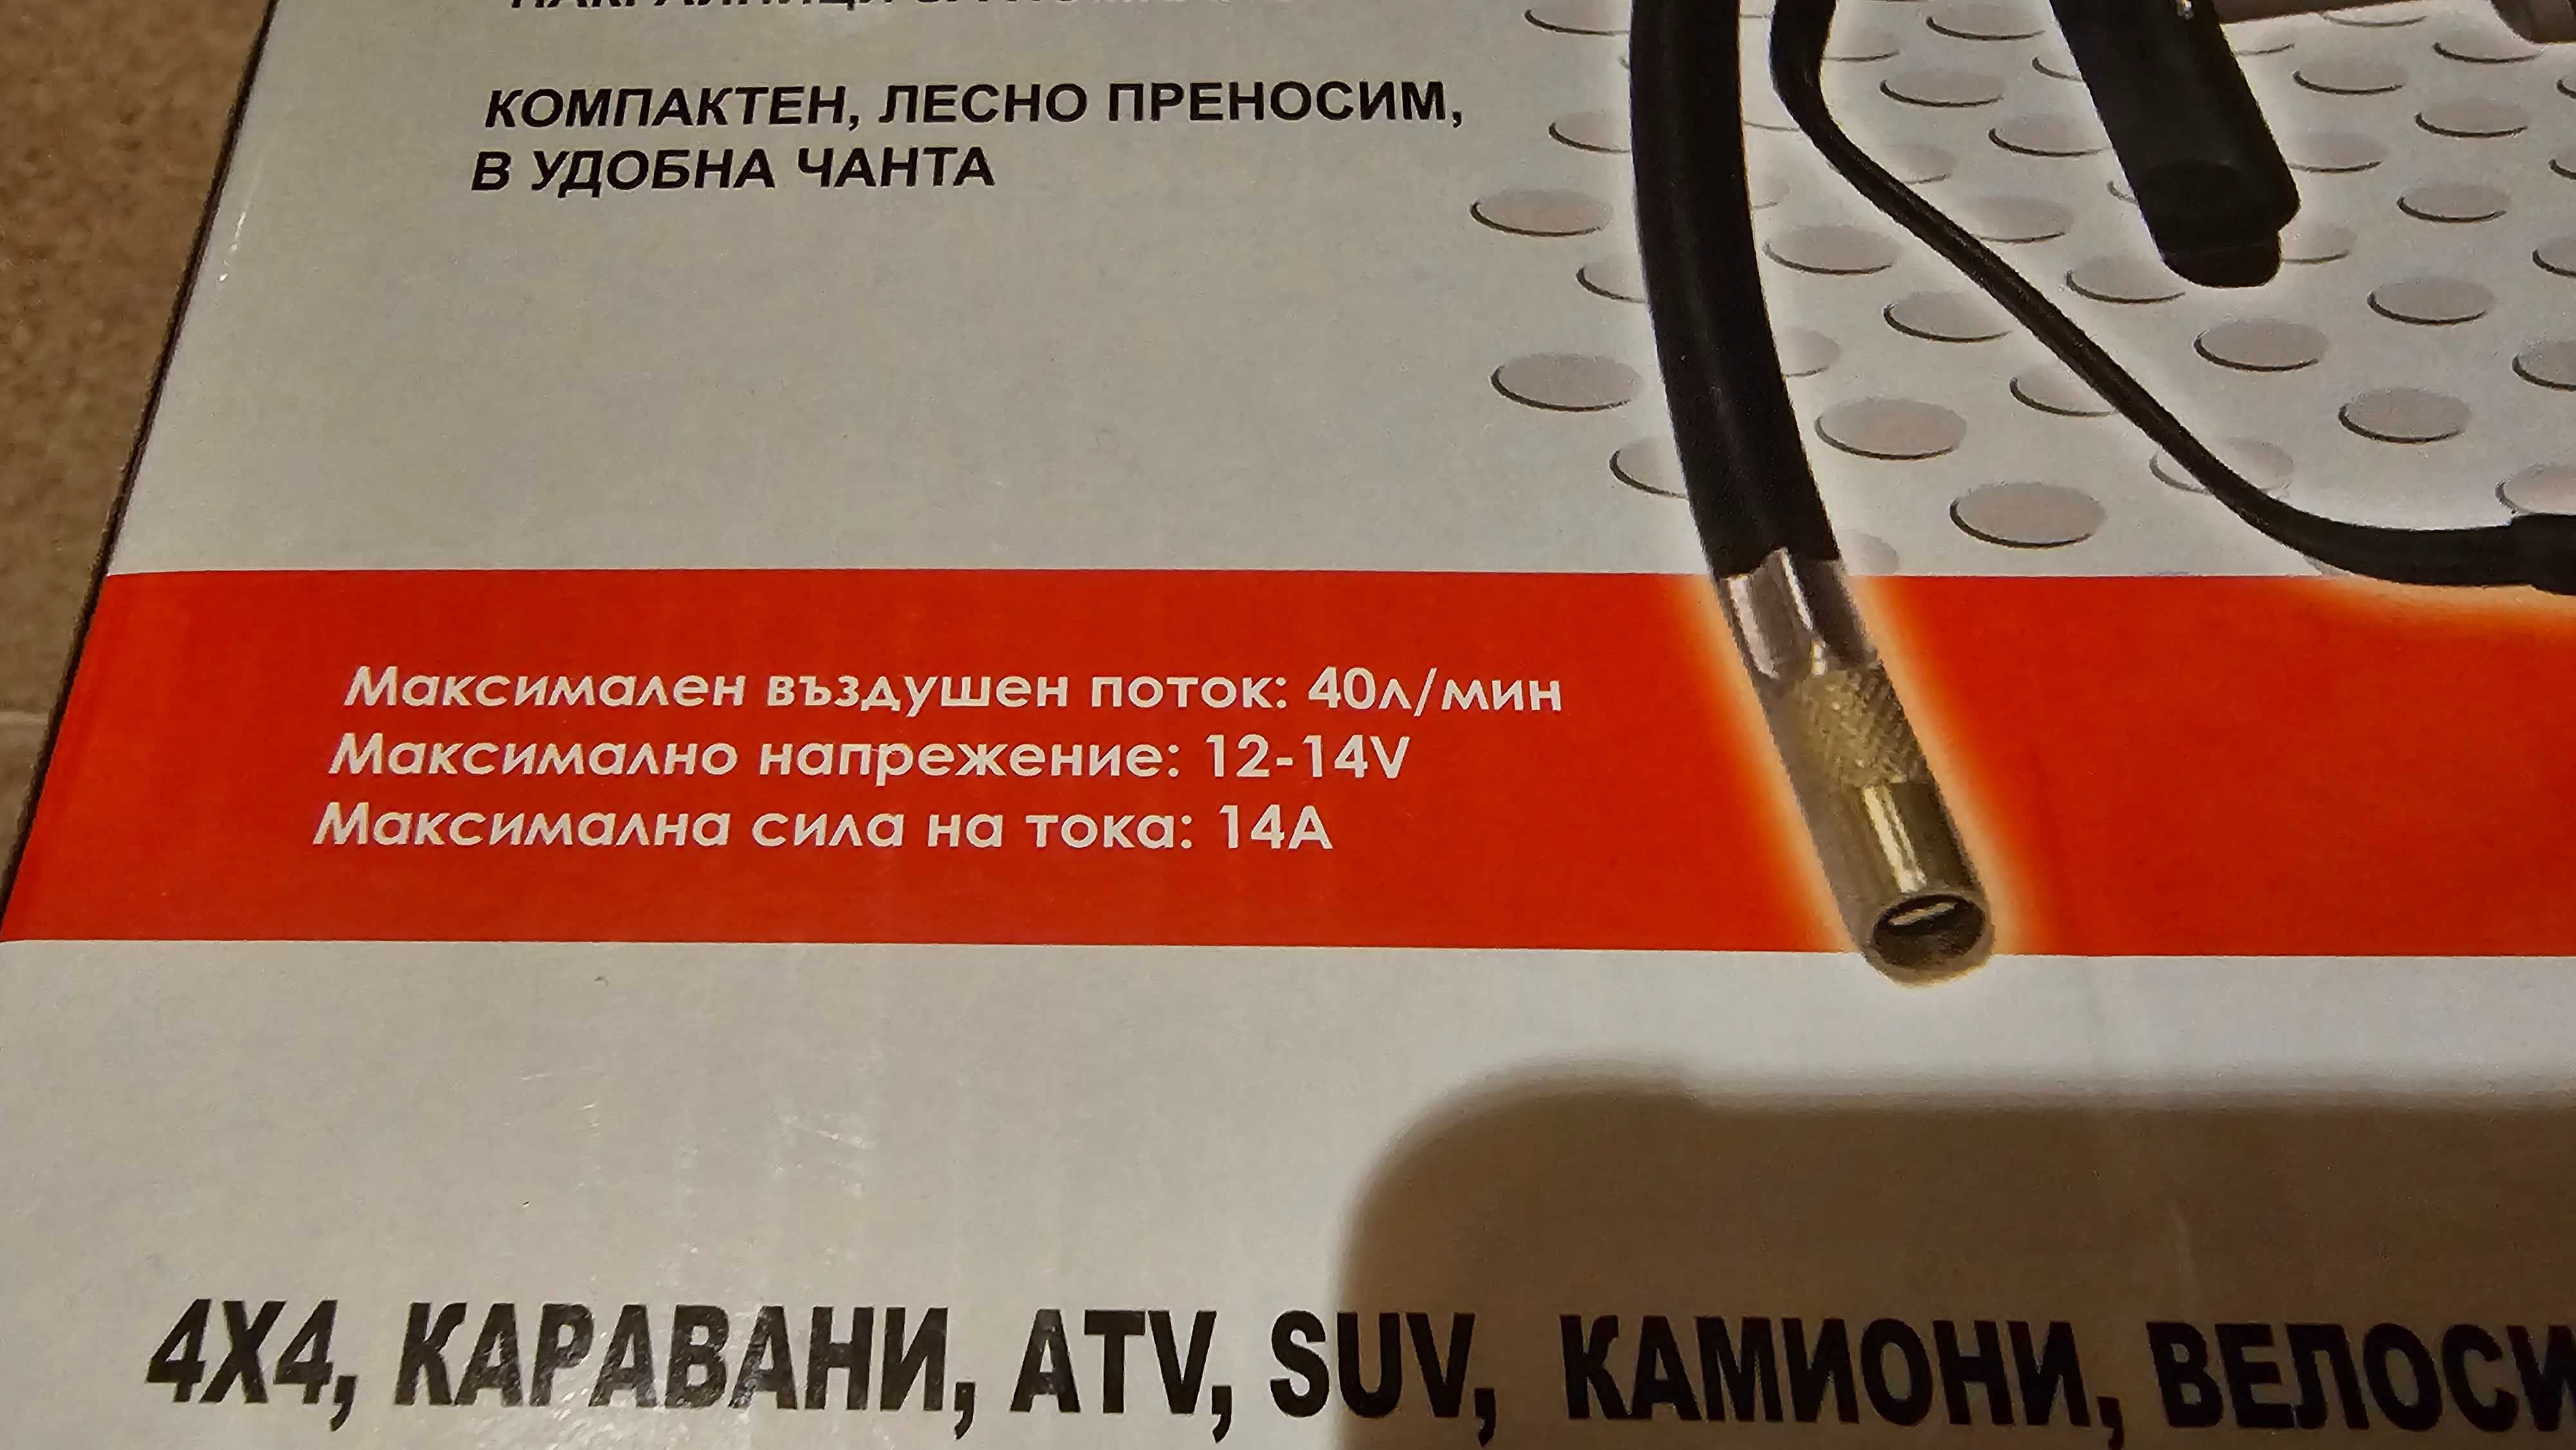 КОМПАКТЕН, ЛЕСНО ПРЕНОСИМ,
В УДОБНА ЧАНТА
Максимален въздушен поток: 40л/мин
Максимално напрежение: 12-14V
Максимална сила на тока: 14A
4X4, КАРАВАНИ, ATV, SUV, КАМИОНИ,